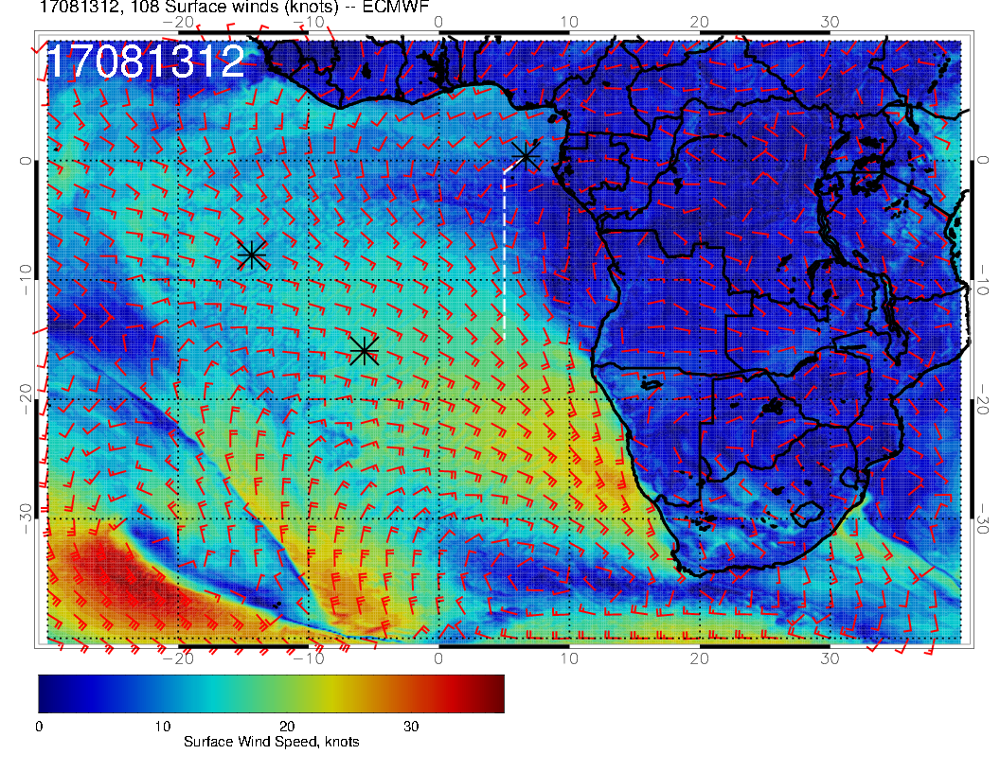 17081312, 108 Surface winds (knots) -- ECMWF
−20 −10 0 10 20 30
17081312
0 0
−10 −10
−20 −20
−30 −30
−20 −10 0 10 20 30
0 10 20 30
Surface Wind Speed, knots